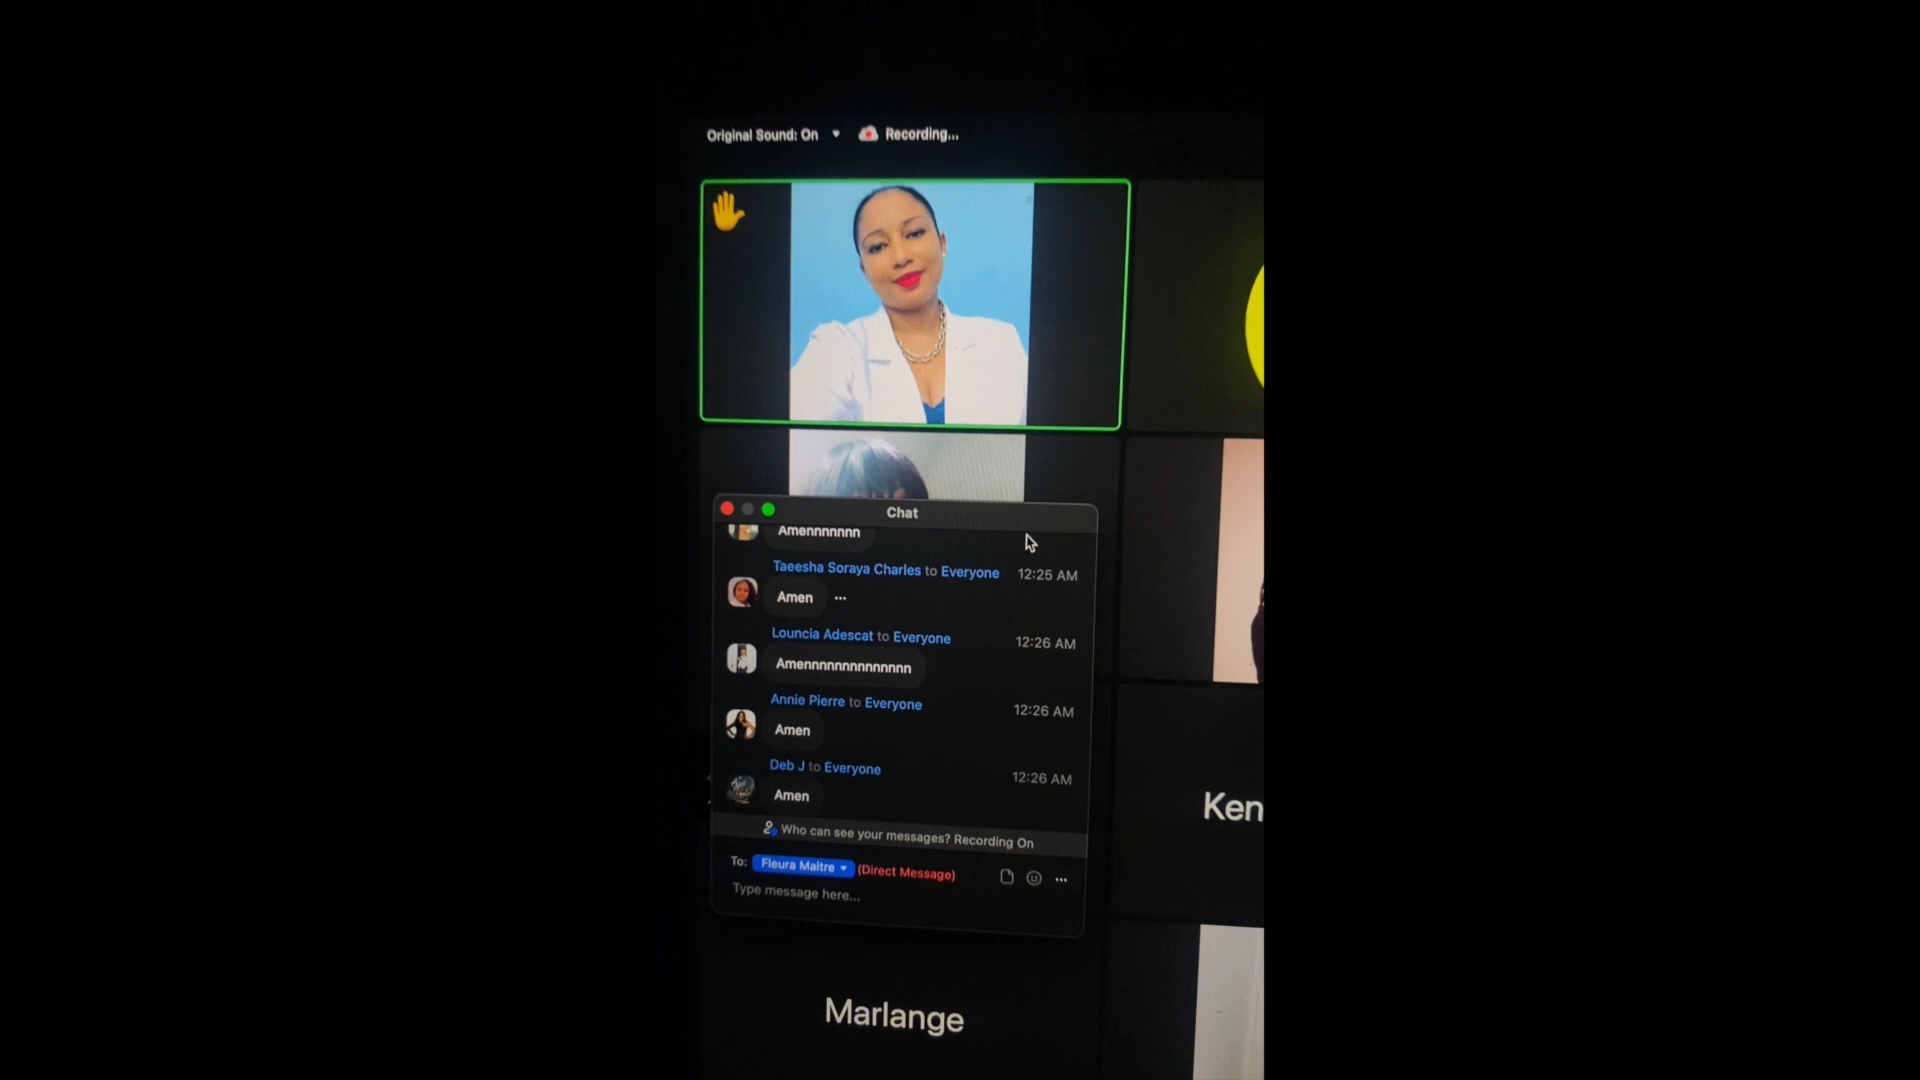 Original Sound: On
Recording...
Chat
Amennnnnnn
Taeesha Soraya Charles to Everyone 12:25 AM
Amen
Louncia Adescat to Everyone 12:26 AM
Amennnnnnnnnnnnnn
Annie Pierre to Everyone 12:26 AM
Amen
Deb J to Everyone 12:26 AM
Amen
Who can see your messages? Recording On
To: Fleura Maitre (Direct Message)
Type message here...
Ken
Marlange